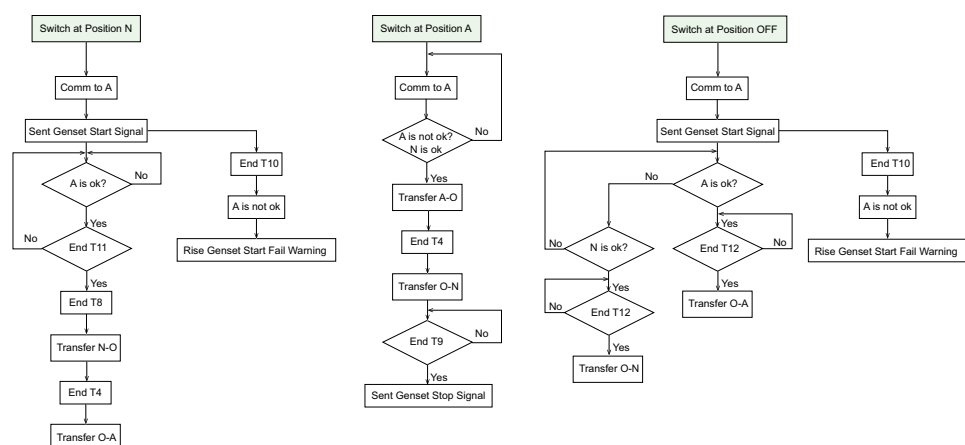 Switch at Position N
Comm to A
Sent Genset Start Signal
A is ok?
No
Yes
End T11
No
Yes
End T8
Transfer N-O
End T4
Transfer O-A
End T10
A is not ok
Rise Genset Start Fail Warning
Switch at Position A
Comm to A
A is not ok?
N is ok
No
Yes
Transfer A-O
End T4
Transfer O-N
End T9
No
Yes
Sent Genset Stop Signal
Switch at Position OFF
Comm to A
Sent Genset Start Signal
A is ok?
No
Yes
N is ok?
No
Yes
End T12
No
Yes
Transfer O-N
End T12
No
Yes
Transfer O-A
End T10
A is not ok
Rise Genset Start Fail Warning